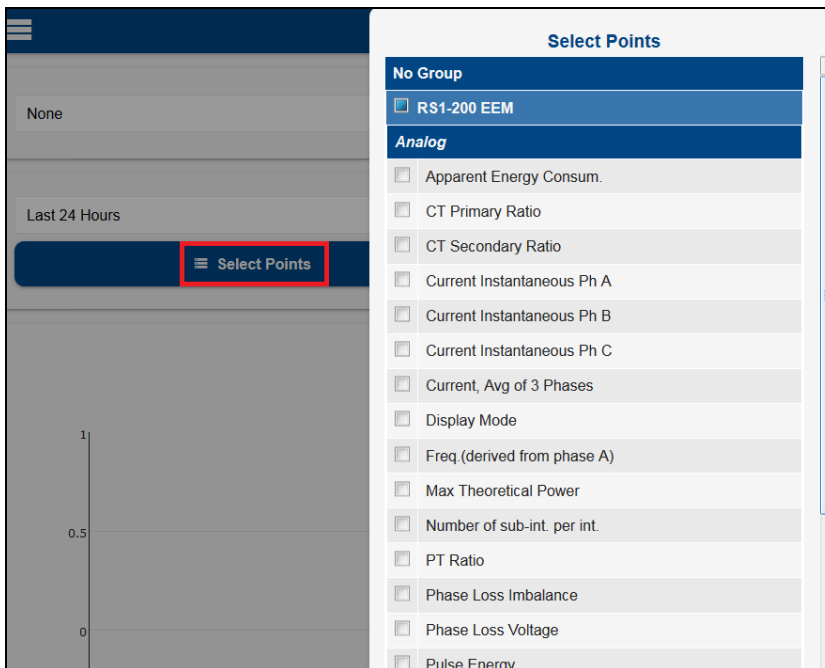 None
Last 24 Hours
Select Points
1
0.5
0
Select Points
No Group
RS1-200 EEM
Analog
Apparent Energy Consum.
CT Primary Ratio
CT Secondary Ratio
Current Instantaneous Ph A
Current Instantaneous Ph B
Current Instantaneous Ph C
Current, Avg of 3 Phases
Display Mode
Freq.(derived from phase A)
Max Theoretical Power
Number of sub-int. per int.
PT Ratio
Phase Loss Imbalance
Phase Loss Voltage
Pulse Energy